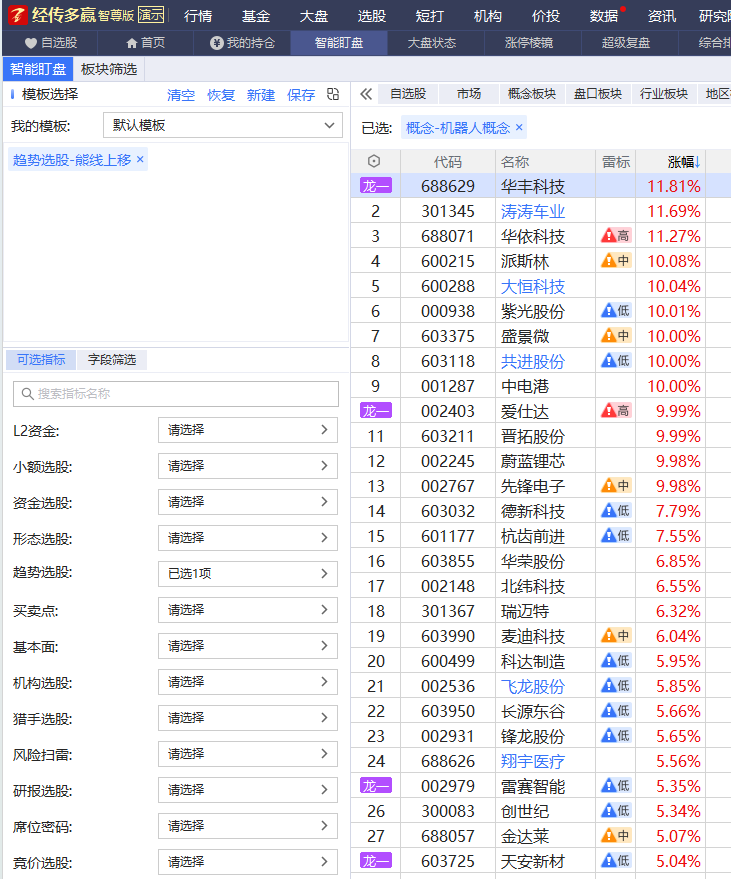 经传多赢 智尊版 演示 行情 基金 大盘 选股 短打 机构 价投 数据 资讯 研究院
自选股 首页 我的持仓 智能盯盘 大盘状态 涨停棱镜 超级复盘 综合排
智能盯盘 板块筛选
模板选择 清空 恢复 新建 保存
我的模板: 默认模板
趋势选股-熊线上移 ×
可选指标 字段筛选
搜索指标名称
L2资金: 请选择
小额选股: 请选择
资金选股: 请选择
形态选股: 请选择
趋势选股: 已选1项
买卖点: 请选择
基本面: 请选择
机构选股: 请选择
猎手选股: 请选择
风险扫雷: 请选择
研报选股: 请选择
席位密码: 请选择
竞价选股: 请选择
自选股 市场 概念板块 盘口板块 行业板块 地区
已选: 概念-机器人概念 ×
代码 名称 雷标 涨幅↓
龙一 688629 华丰科技 11.81%
2 301345 涛涛车业 11.69%
3 688071 华依科技 高 11.27%
4 600215 派斯林 中 10.08%
5 600288 大恒科技 10.04%
6 000938 紫光股份 低 10.01%
7 603375 盛景微 中 10.00%
8 603118 共进股份 低 10.00%
9 001287 中电港 10.00%
龙一 002403 爱仕达 高 9.99%
11 603211 晋拓股份 9.99%
12 002245 蔚蓝锂芯 9.98%
13 002767 先锋电子 中 9.98%
14 603032 德新科技 低 7.79%
15 601177 杭齿前进 低 7.55%
16 603855 华荣股份 6.85%
17 002148 北纬科技 6.55%
18 301367 瑞迈特 6.32%
19 603990 麦迪科技 中 6.04%
20 600499 科达制造 低 5.95%
21 002536 飞龙股份 低 5.85%
22 603950 长源东谷 低 5.66%
23 002931 锋龙股份 低 5.65%
24 688626 翔宇医疗 5.56%
龙一 002979 雷赛智能 低 5.35%
26 300083 创世纪 低 5.34%
27 688057 金达莱 中 5.07%
龙一 603725 天安新材 低 5.04%